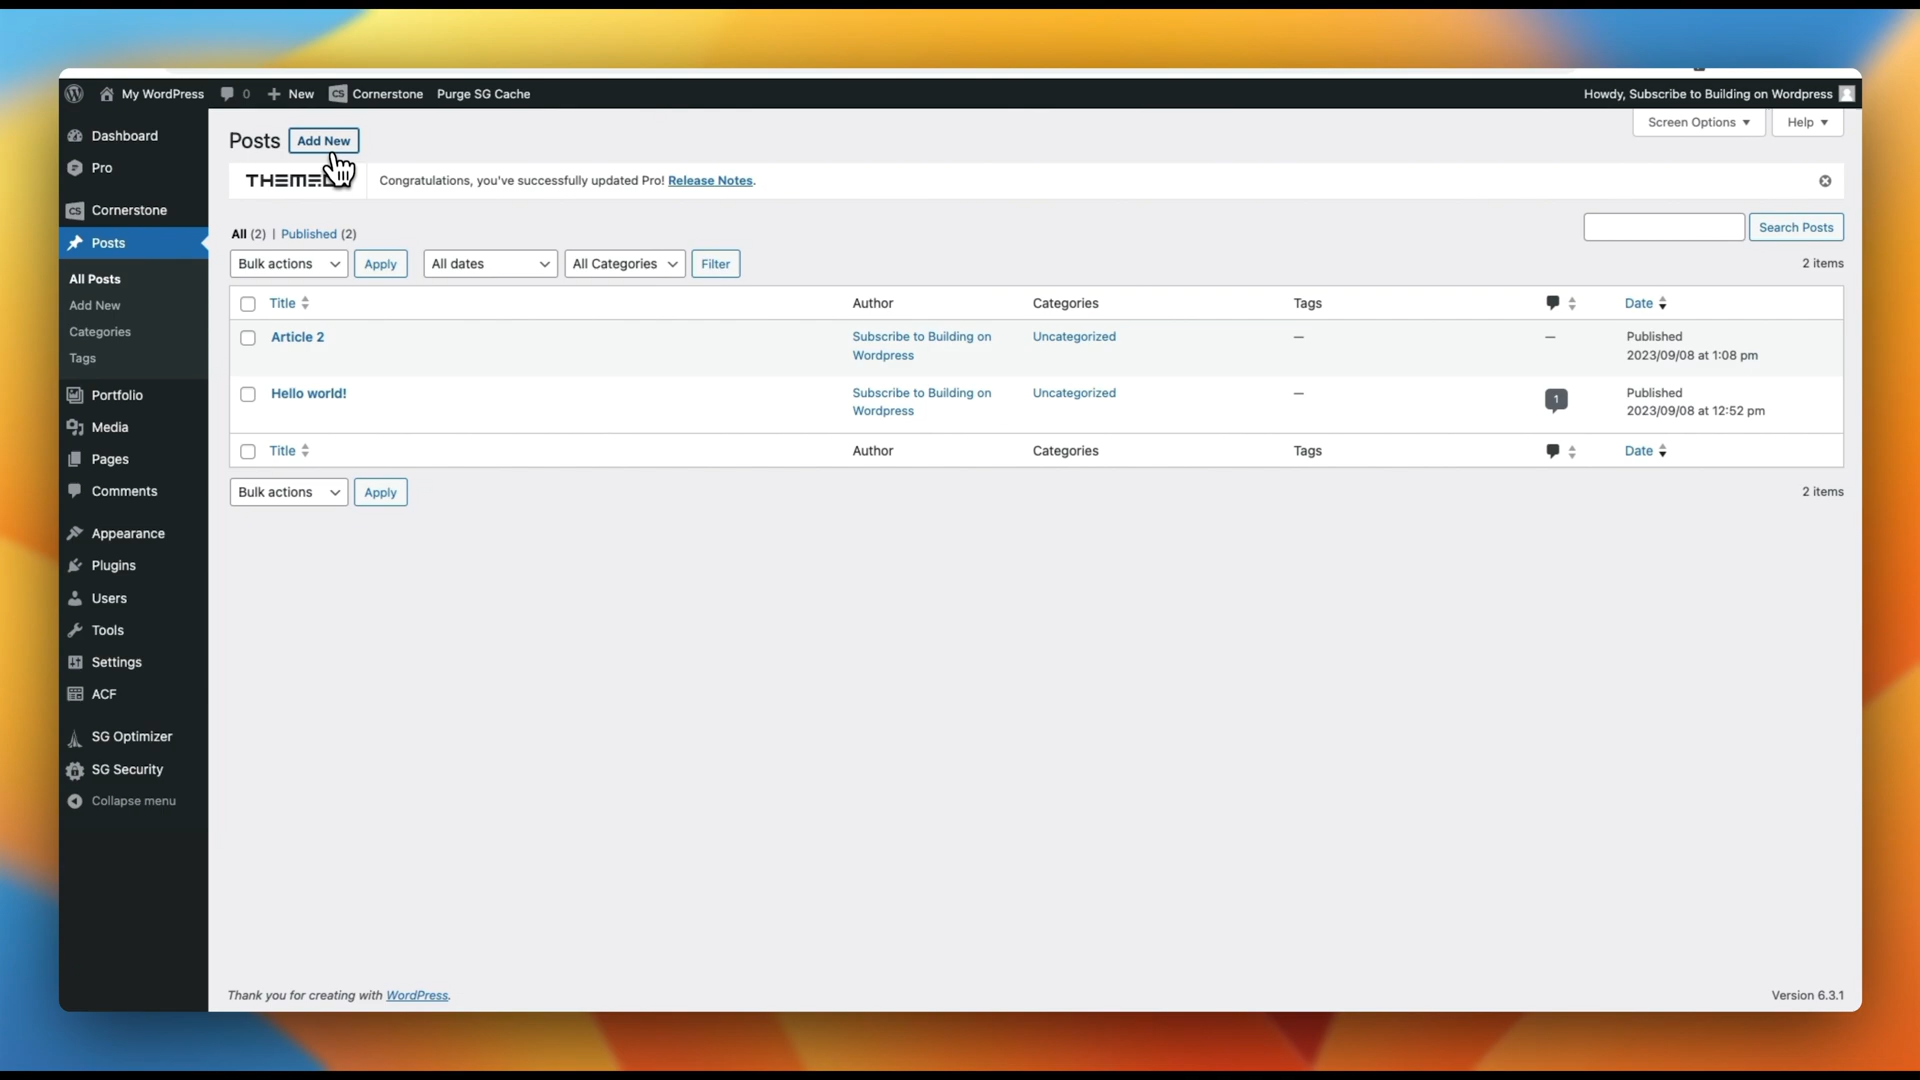 My WordPress 0 + New CS Cornerstone Purge SG Cache Howdy, Subscribe to Building on Wordpress
Dashboard
Pro
CS Cornerstone
Posts
All Posts
Add New
Categories
Tags
Portfolio
Media
Pages
Comments
Appearance
Plugins
Users
Tools
Settings
ACF
SG Optimizer
SG Security
Collapse menu
Screen Options Help
Posts Add New
Congratulations, you've successfully updated Pro! Release Notes.
All (2) | Published (2)
Search Posts
Bulk actions Apply All dates All Categories Filter 2 items
Title Author Categories Tags Date
Article 2 Subscribe to Building on Uncategorized — — Published
Wordpress 2023/09/08 at 1:08 pm
Hello world! Subscribe to Building on Uncategorized — 1 Published
Wordpress 2023/09/08 at 12:52 pm
Title Author Categories Tags Date
Bulk actions Apply 2 items
Thank you for creating with WordPress. Version 6.3.1